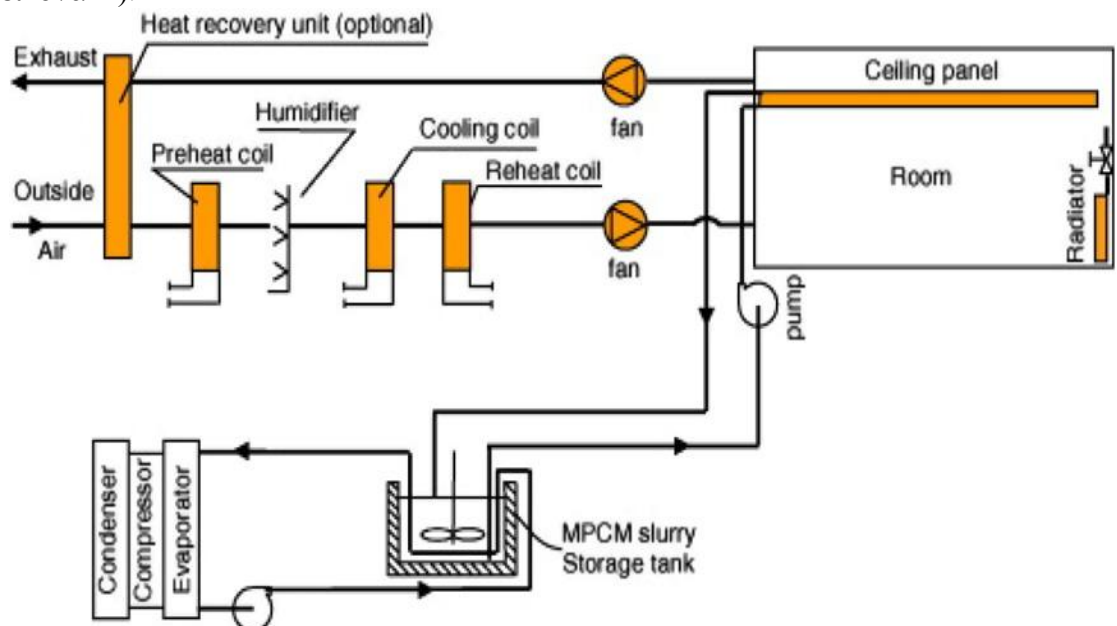 Heat recovery unit (optional)
Exhaust
Ceiling panel
Humidifier
fan
Cooling coil
Preheat coil
Reheat coil
Room
Outside
Air
Radiator
fan
pump
Condenser
Compressor
Evaporator
MPCM slurry
Storage tank